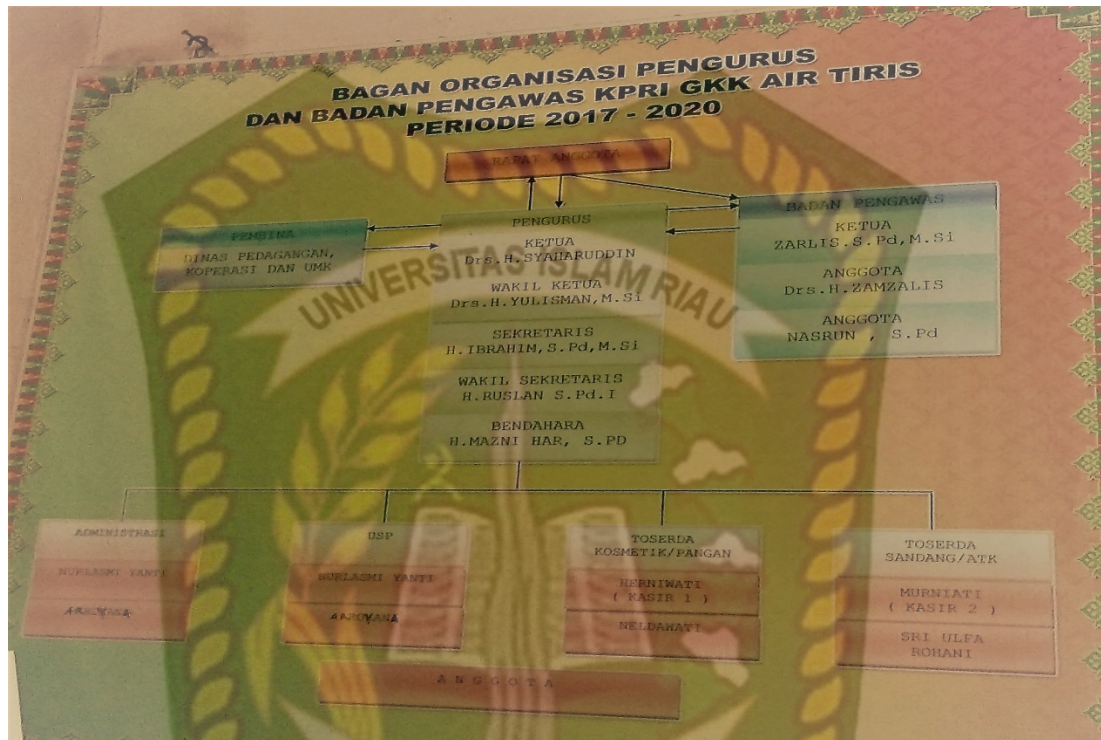 BAGAN ORGANISASI PENGURUS
DAN BADAN PENGAWAS KPRI GKK AIR TIRIS
PERIODE 2017 - 2020
RAPAT ANGGOTA
PEMBINA
DINAS PEDAGANGAN,
KOPERASI DAN UMK
PENGURUS
KETUA
Drs.H.SYAHARUDDIN
WAKIL KETUA
Drs.H.YULISMAN,M.Si
SEKRETARIS
H.IBRAHIM,S.Pd,M.Si
WAKIL SEKRETARIS
H.RUSLAN S.Pd.I
BENDAHARA
H.MAZNI HAR, S.PD
BADAN PENGAWAS
KETUA
ZARLIS.S.Pd,M.Si
ANGGOTA
Drs.H.ZAMZALIS
ANGGOTA
NASRUN , S.Pd
UNIVERSITAS ISLAM RIAU
ADMINISTRASI
NURLASMI YANTI
USP
NURLASMI YANTI
TOSERDA
KOSMETIK/PANGAN
HERNIWATI
( KASIR 1 )
NELDAWATI
TOSERDA
SANDANG/ATK
MURNIATI
( KASIR 2 )
SRI ULFA
ROHANI
ANGGOTA